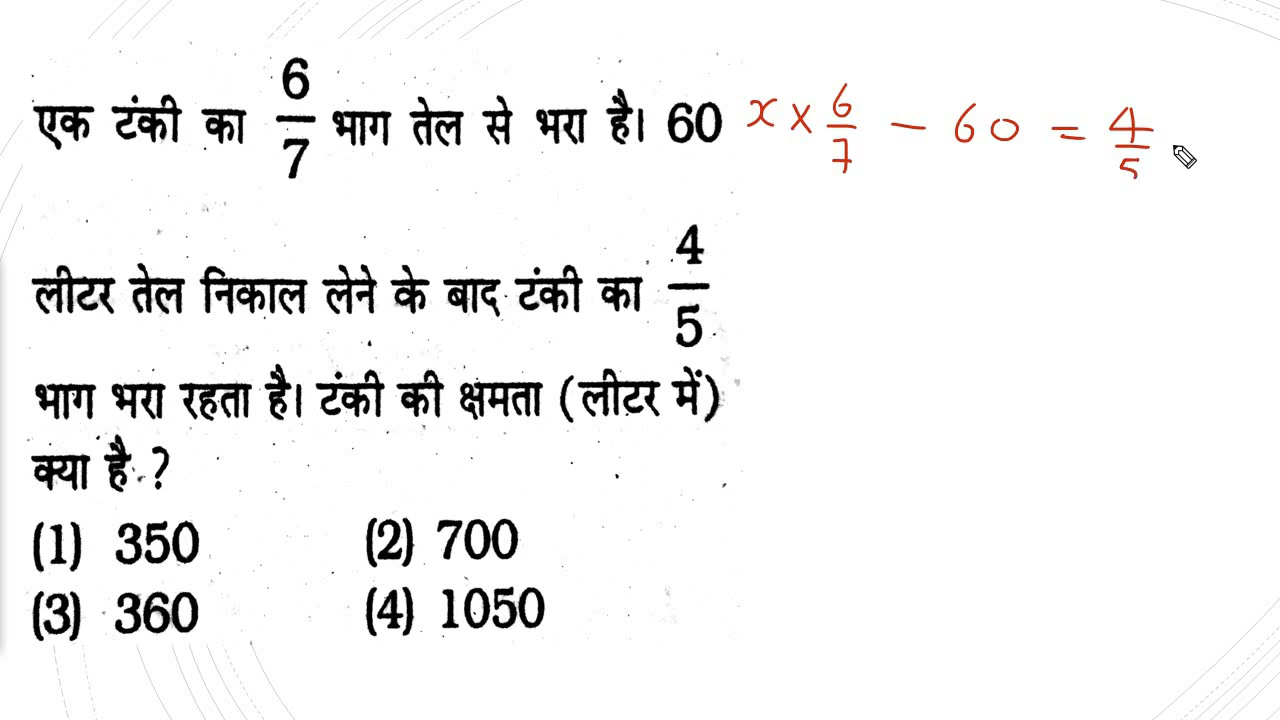 एक टंकी का 6/7 भाग तेल से भरा है। 60
x × 6/7 - 60 = 4/5
लीटर तेल निकाल लेने के बाद टंकी का 4/5
भाग भरा रहता है। टंकी की क्षमता (लीटर में)
क्या है ?
(1) 350 (2) 700
(3) 360 (4) 1050